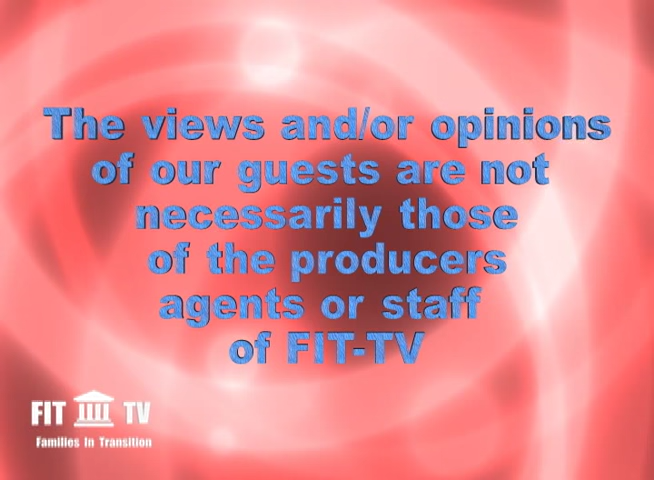 The views and/or opinions
of our guests are not
necessarily those
of the producers
agents or staff
of FIT-TV
FIT TV
Families In Transition